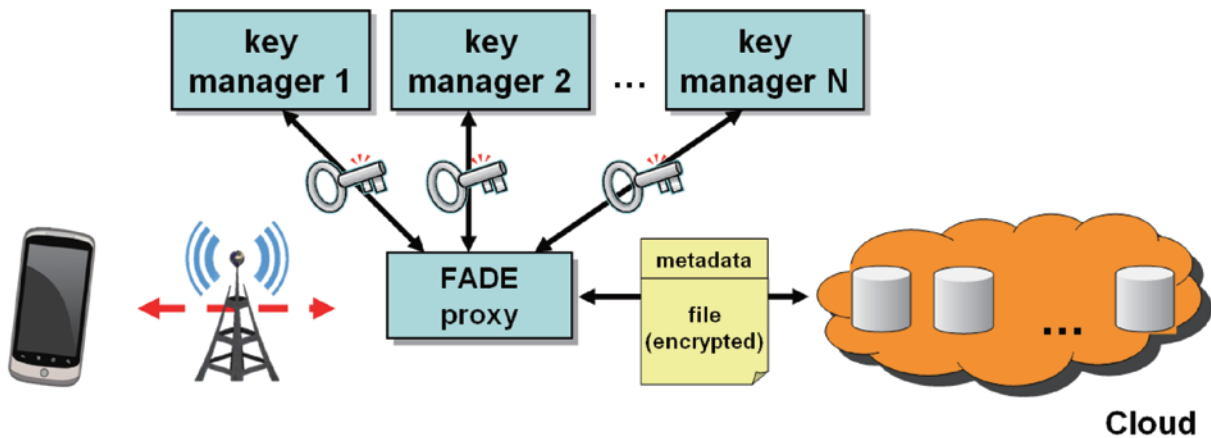 key
manager 1
key
manager 2
...
key
manager N
FADE
proxy
metadata
file
(encrypted)
...
Cloud